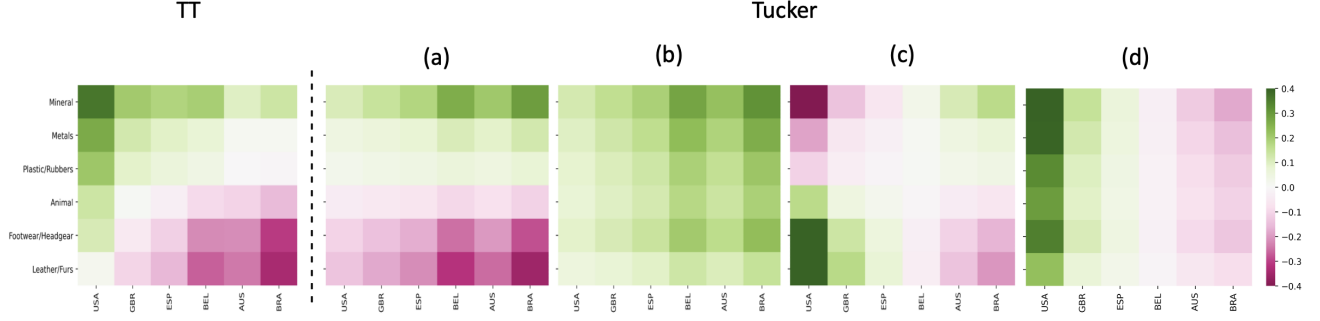 TT
Tucker
(a)
(b)
(c)
(d)
Mineral
Metals
Plastic/Rubbers
Animal
Footwear/Headgear
Leather/Furs
USA GBR ESP BEL AUS BRA
USA GBR ESP BEL AUS BRA
USA GBR ESP BEL AUS BRA
USA GBR ESP BEL AUS BRA
USA GBR ESP BEL AUS BRA
0.4
0.3
0.2
0.1
0.0
−0.1
−0.2
−0.3
−0.4